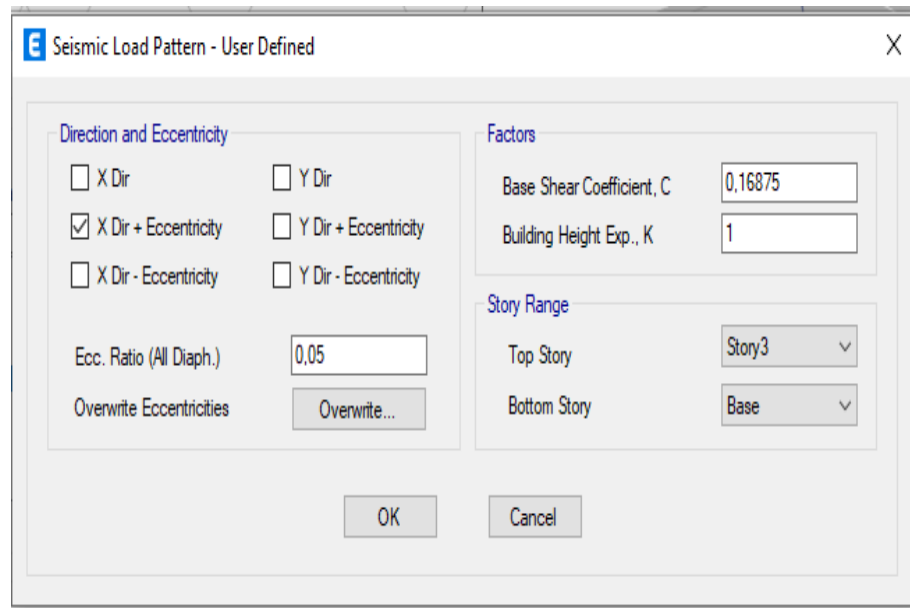 E Seismic Load Pattern - User Defined
Direction and Eccentricity
X Dir
Y Dir
X Dir + Eccentricity
Y Dir + Eccentricity
X Dir - Eccentricity
Y Dir - Eccentricity
Ecc. Ratio (All Diaph.)
0,05
Overwrite Eccentricities
Overwrite...
Factors
Base Shear Coefficient, C
0,16875
Building Height Exp., K
1
Story Range
Top Story
Story3
Bottom Story
Base
OK
Cancel